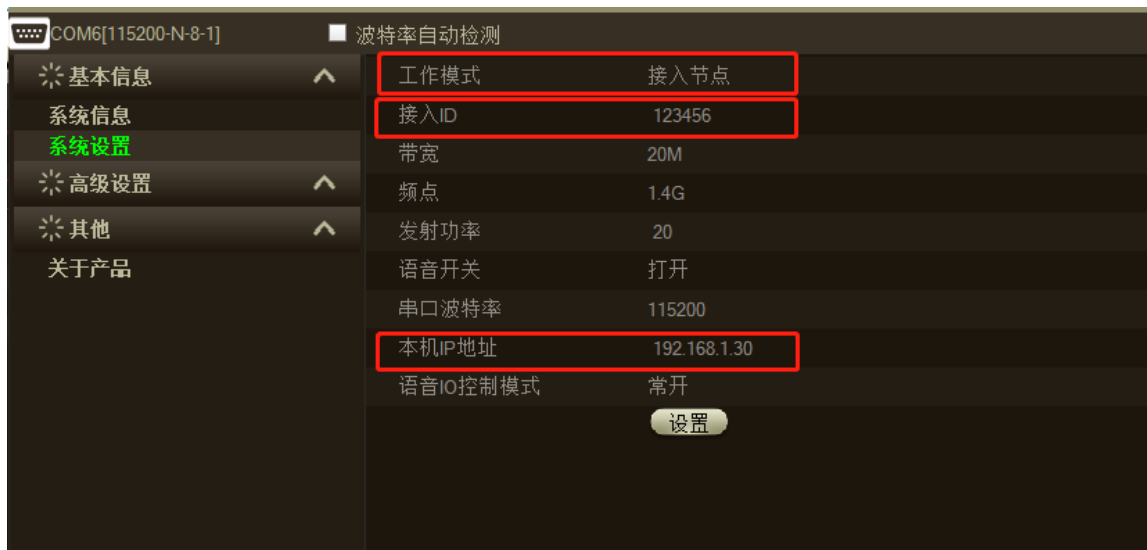 COM6[115200-N-8-1]
波特率自动检测
基本信息
系统信息
系统设置
高级设置
其他
关于产品
工作模式 接入节点
接入ID 123456
带宽 20M
频点 1.4G
发射功率 20
语音开关 打开
串口波特率 115200
本机IP地址 192.168.1.30
语音IO控制模式 常开
设置